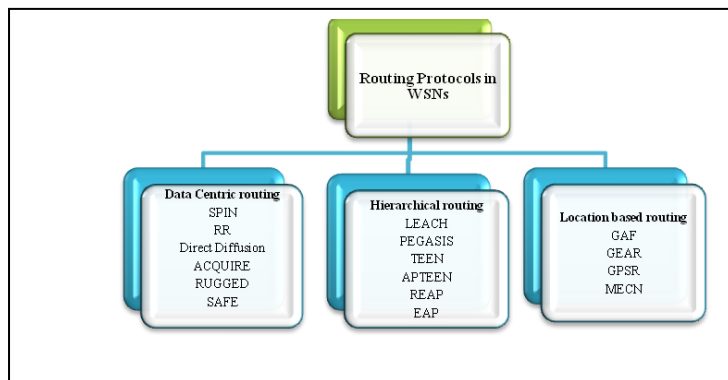 Routing Protocols in
WSNs
Data Centric routing
SPIN
RR
Direct Diffusion
ACQUIRE
RUGGED
SAFE
Hierarchical routing
LEACH
PEGASIS
TEEN
APTEEN
REAP
EAP
Location based routing
GAF
GEAR
GPSR
MECN